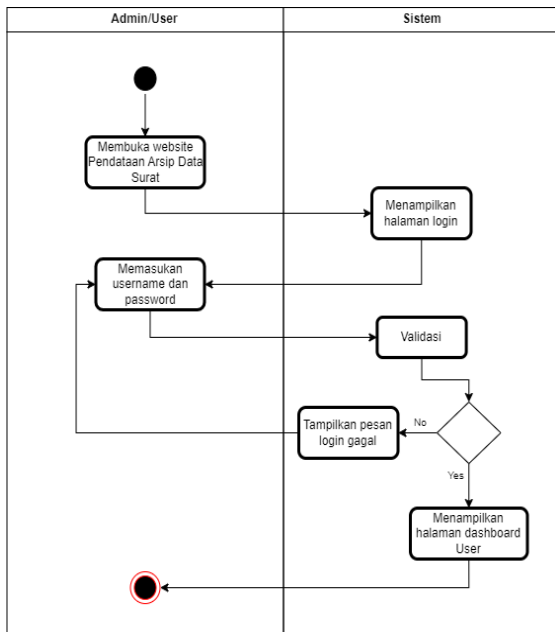 Admin/User
Sistem
Membuka website
Pendataan Arsip Data
Surat
Menampilkan
halaman login
Memasukan
username dan
password
Validasi
No
Tampilkan pesan
login gagal
Yes
Menampilkan
halaman dashboard
User